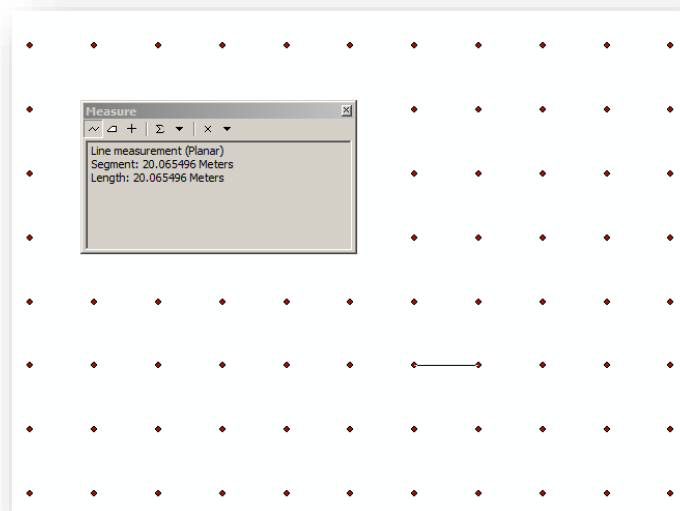 Measure
Line measurement (Planar)
Segment: 20.065496 Meters
Length: 20.065496 Meters